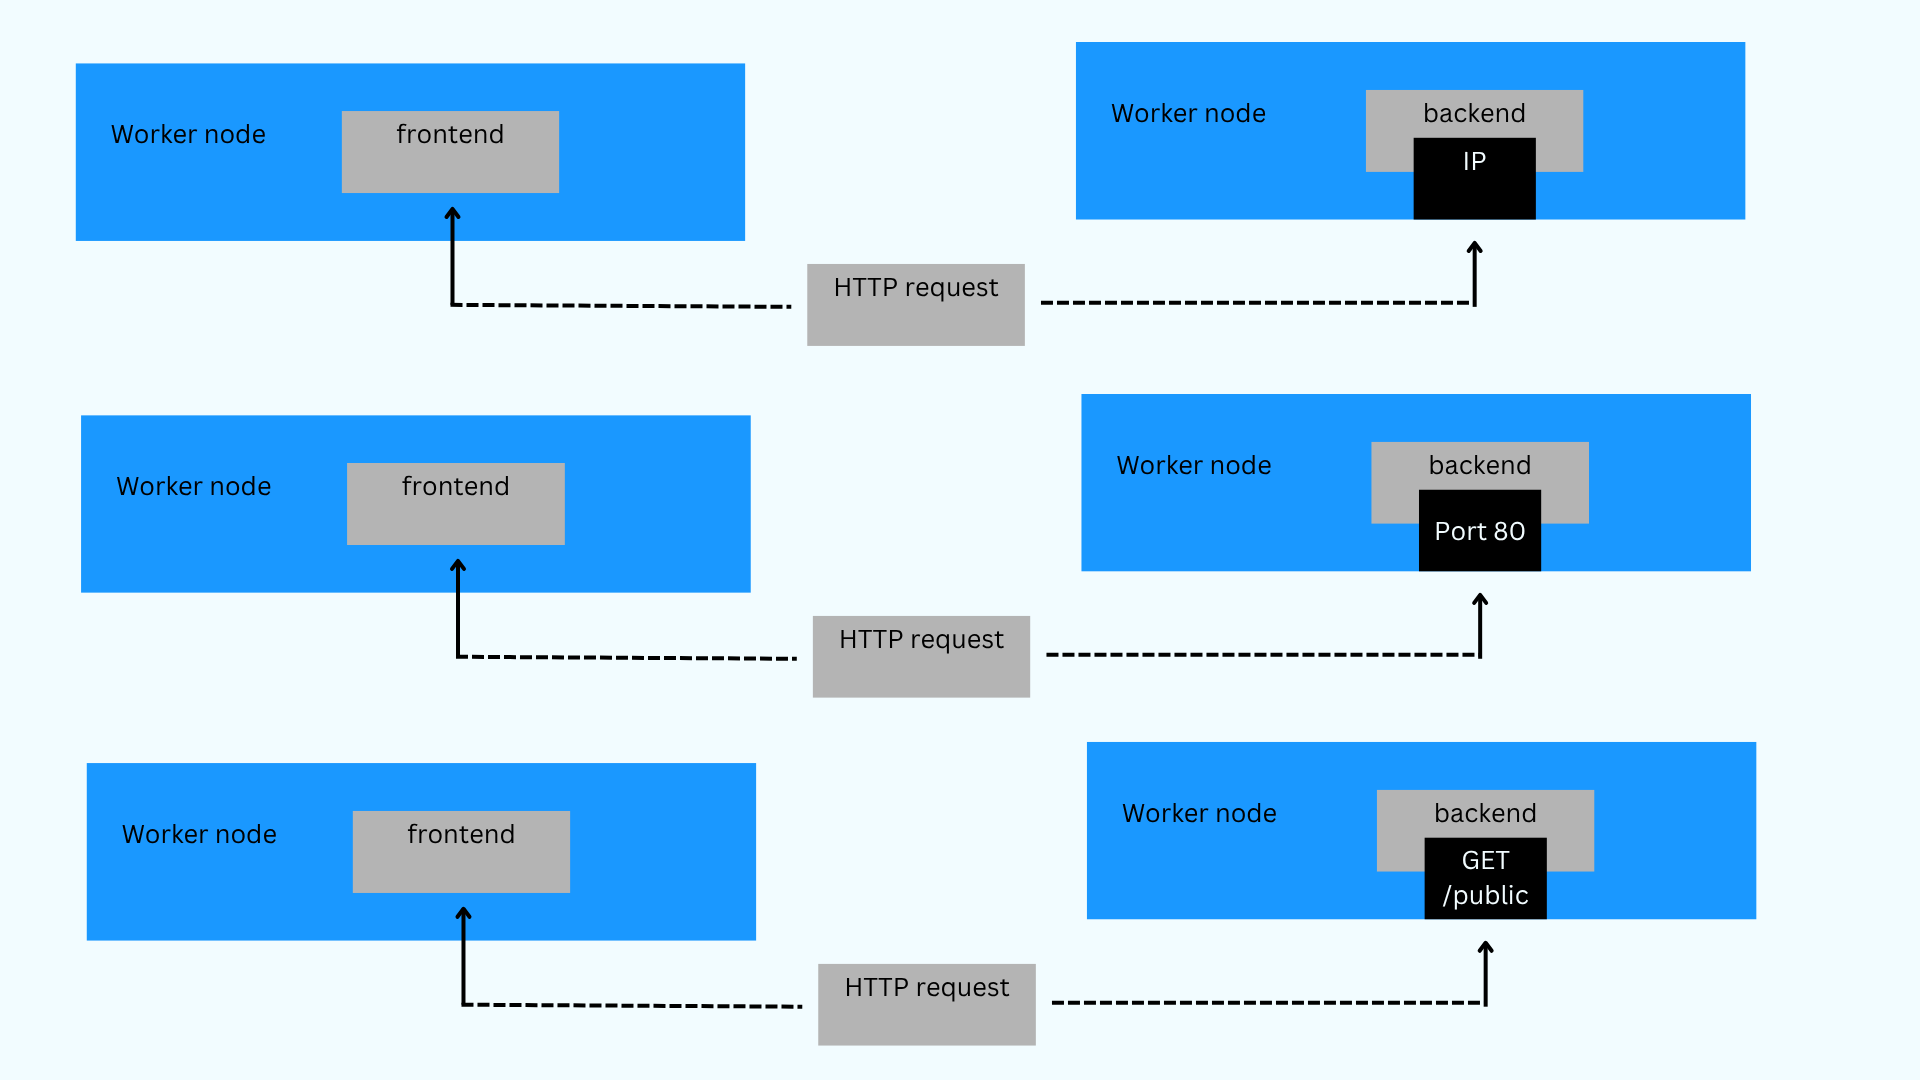 Worker node
frontend
Worker node
backend
IP
HTTP request
Worker node
frontend
Worker node
backend
Port 80
HTTP request
Worker node
frontend
Worker node
backend
GET
/public
HTTP request